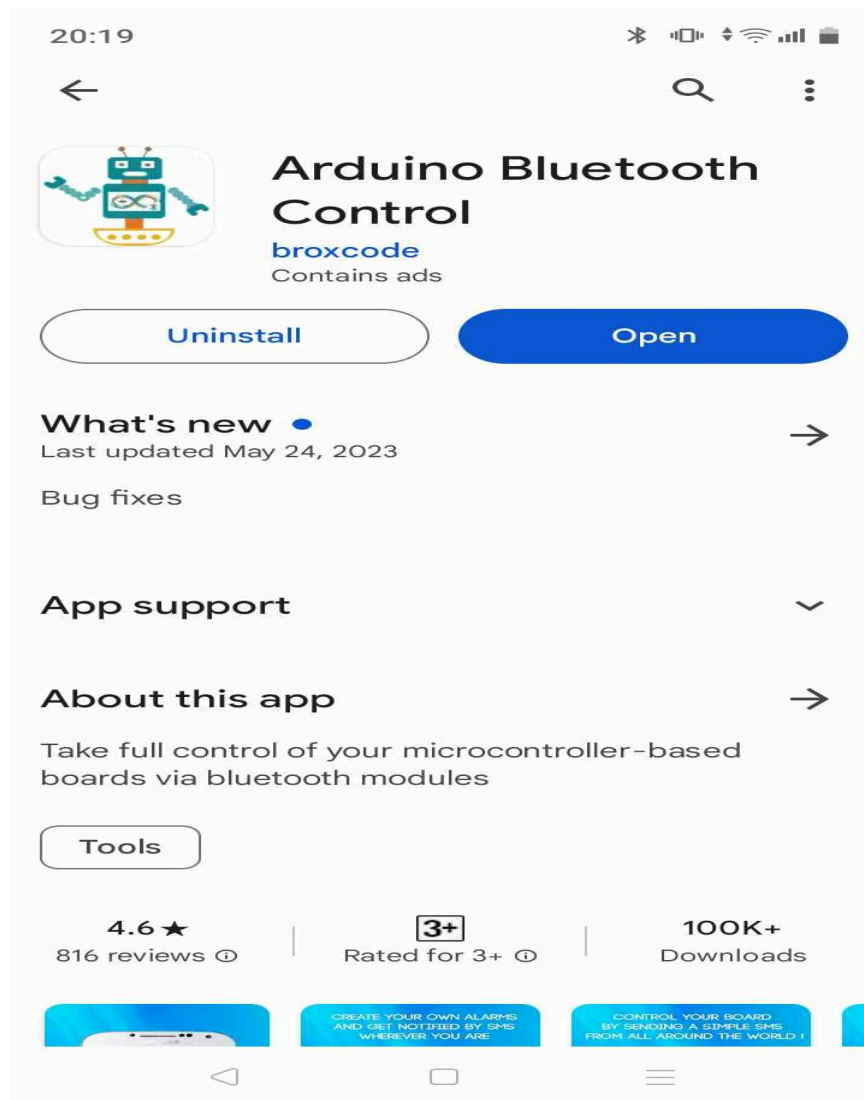 20:19
Arduino Bluetooth
Control
broxcode
Contains ads
Uninstall
Open
What's new
Last updated May 24, 2023
Bug fixes
App support
About this app
Take full control of your microcontroller-based
boards via bluetooth modules
Tools
4.6★
816 reviews
3+
Rated for 3+
100K+
Downloads
CREATE YOUR OWN ALARMS
AND GET NOTIFIED BY SMS
WHEREVER YOU ARE
CONTROL YOUR BOARD
BY SENDING A SIMPLE SMS
FROM ALL AROUND THE WORLD !